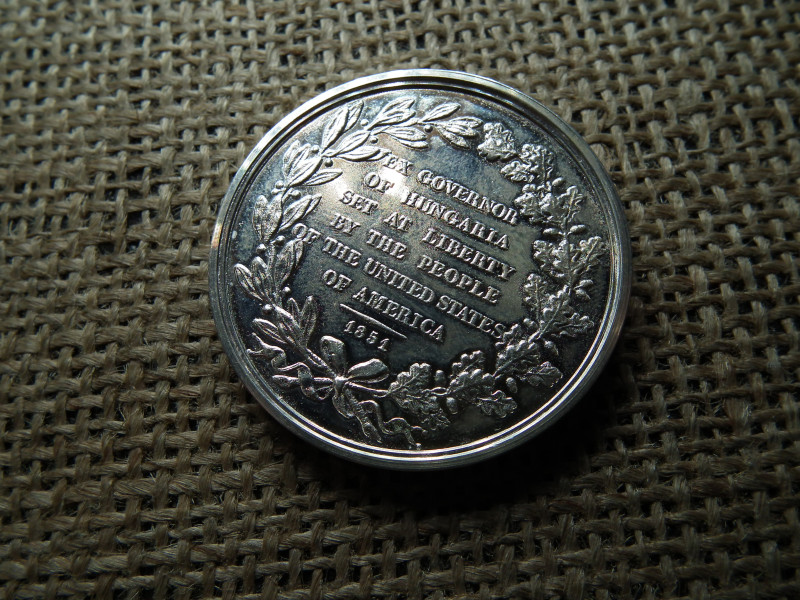 EX GOVERNOR
OF HUNGARIA
SET AT LIBERTY
BY THE PEOPLE
OF THE UNITED STATES
OF AMERICA
1851